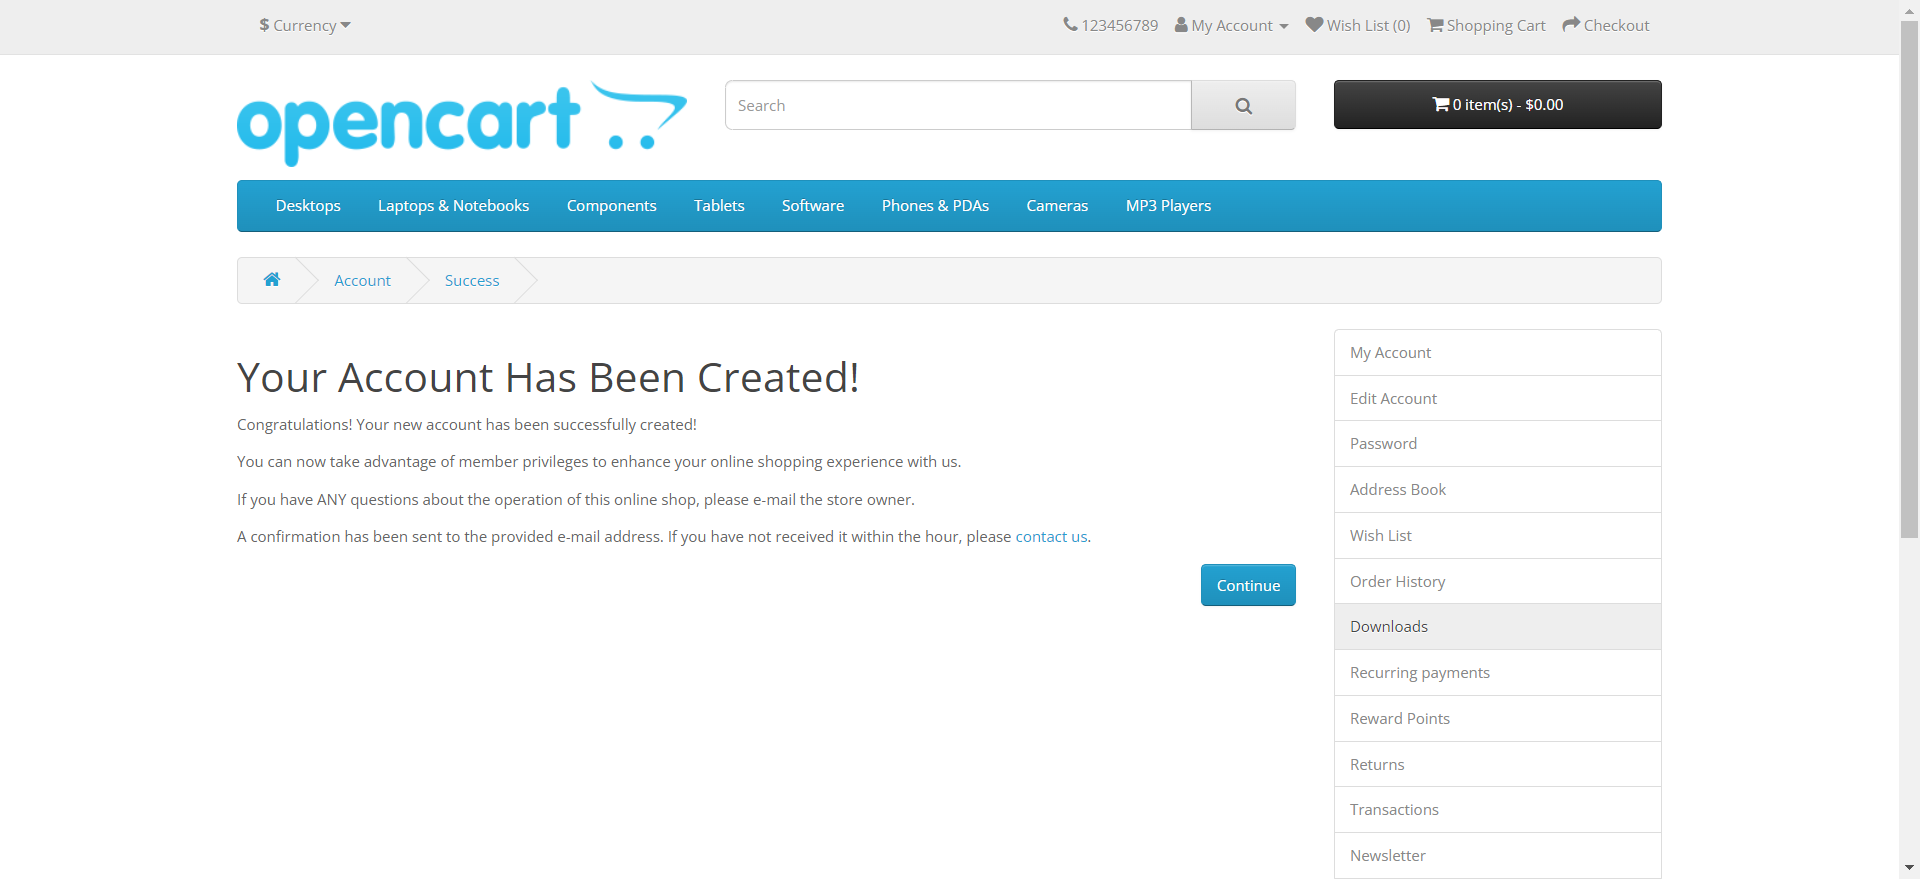 $ Currency
123456789 My Account Wish List (0) Shopping Cart Checkout
opencart
Search
0 item(s) - $0.00
Desktops Laptops & Notebooks Components Tablets Software Phones & PDAs Cameras MP3 Players
Account Success
Your Account Has Been Created!
Congratulations! Your new account has been successfully created!
You can now take advantage of member privileges to enhance your online shopping experience with us.
If you have ANY questions about the operation of this online shop, please e-mail the store owner.
A confirmation has been sent to the provided e-mail address. If you have not received it within the hour, please contact us.
Continue
My Account
Edit Account
Password
Address Book
Wish List
Order History
Downloads
Recurring payments
Reward Points
Returns
Transactions
Newsletter